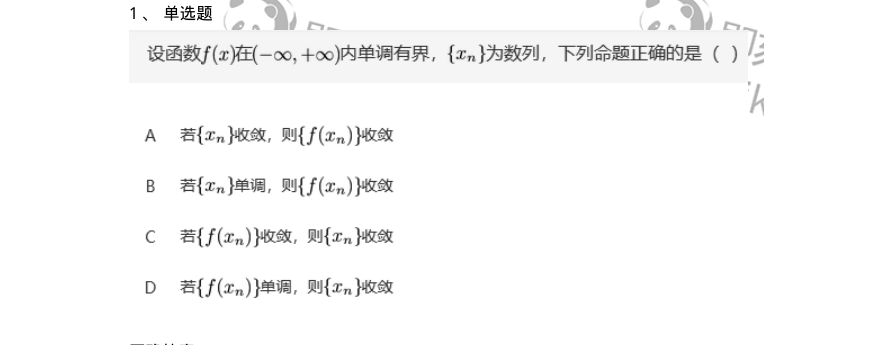 1、 单选题
设函数f(x)在(−∞,+∞)内单调有界，{xₙ}为数列，下列命题正确的是（ ）
A 若{xₙ}收敛，则{f(xₙ)}收敛
B 若{xₙ}单调，则{f(xₙ)}收敛
C 若{f(xₙ)}收敛，则{xₙ}收敛
D 若{f(xₙ)}单调，则{xₙ}收敛